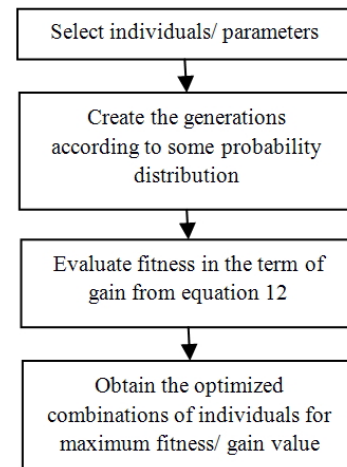 Select individuals/ parameters
Create the generations
according to some probability
distribution
Evaluate fitness in the term of
gain from equation 12
Obtain the optimized
combinations of individuals for
maximum fitness/ gain value